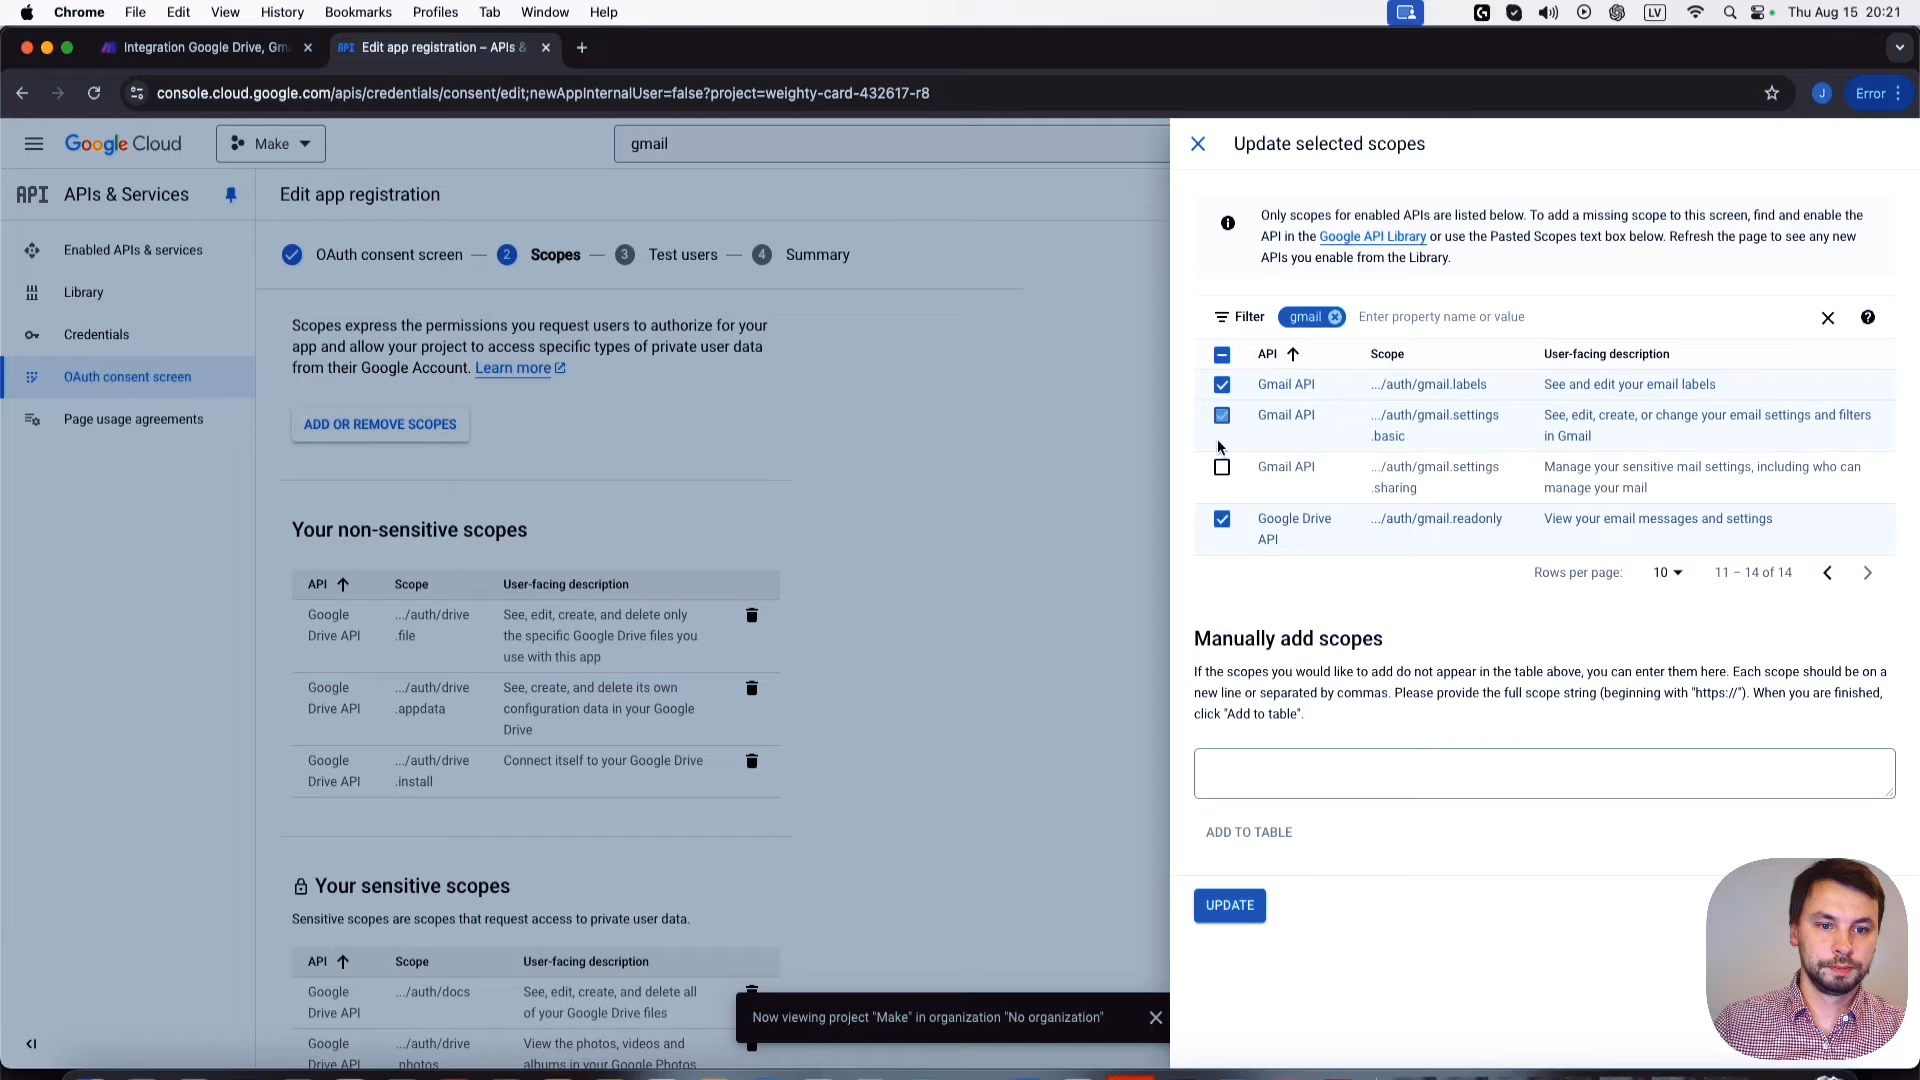 Chrome File Edit View History Bookmarks Profiles Tab Window Help LV Thu Aug 15 20:21
Integration Google Drive, Gm
API Edit app registration – APIs &
console.cloud.google.com/apis/credentials/consent/edit;newAppInternalUser=false?project=weighty-card-432617-r8
J Error
Google Cloud
Make
gmail
API APIs & Services
Enabled APIs & services
Library
Credentials
OAuth consent screen
Page usage agreements
Edit app registration
OAuth consent screen — 2 Scopes — 3 Test users — 4 Summary
Scopes express the permissions you request users to authorize for your
app and allow your project to access specific types of private user data
from their Google Account. Learn more
ADD OR REMOVE SCOPES
Your non-sensitive scopes
API Scope User-facing description
Google .../auth/drive See, edit, create, and delete only
Drive API .file the specific Google Drive files you
use with this app
Google .../auth/drive See, create, and delete its own
Drive API .appdata configuration data in your Google
Drive
Google .../auth/drive Connect itself to your Google Drive
Drive API .install
Your sensitive scopes
Sensitive scopes are scopes that request access to private user data.
API Scope User-facing description
Google .../auth/docs See, edit, create, and delete all
Drive API of your Google Drive files
Google .../auth/drive View the photos, videos and
Drive API .photos albums in your Google Photos
Now viewing project "Make" in organization "No organization"
Update selected scopes
Only scopes for enabled APIs are listed below. To add a missing scope to this screen, find and enable the
API in the Google API Library or use the Pasted Scopes text box below. Refresh the page to see any new
APIs you enable from the Library.
Filter gmail Enter property name or value
API Scope User-facing description
Gmail API .../auth/gmail.labels See and edit your email labels
Gmail API .../auth/gmail.settings See, edit, create, or change your email settings and filters
.basic in Gmail
Gmail API .../auth/gmail.settings Manage your sensitive mail settings, including who can
.sharing manage your mail
Google Drive .../auth/gmail.readonly View your email messages and settings
API
Rows per page: 10 11 – 14 of 14
Manually add scopes
If the scopes you would like to add do not appear in the table above, you can enter them here. Each scope should be on a
new line or separated by commas. Please provide the full scope string (beginning with "https://"). When you are finished,
click "Add to table".
ADD TO TABLE
UPDATE